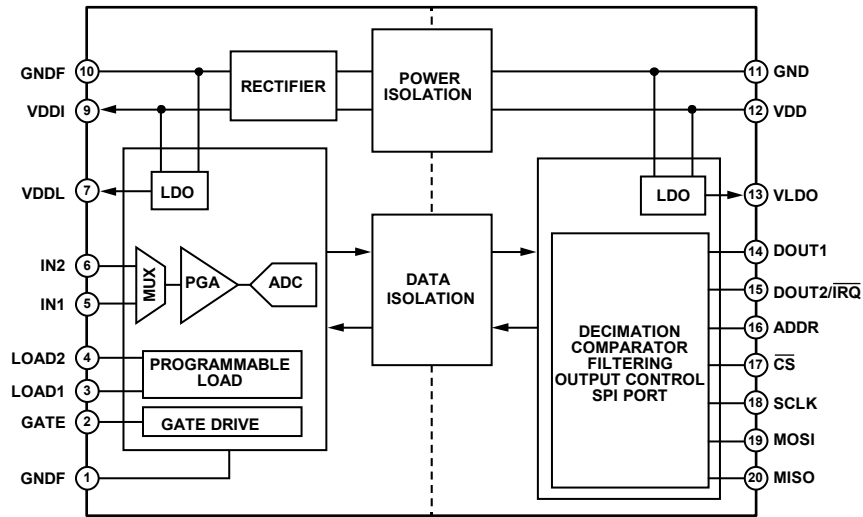 GNDF
10
RECTIFIER
POWER
ISOLATION
11
GND
VDDI
9
12
VDD
VDDL
7
LDO
LDO
13
VLDO
IN2
6
IN1
5
MUX
PGA
ADC
DATA
ISOLATION
14
DOUT1
15
DOUT2/I̅R̅Q̅
16
ADDR
17
C̅S̅
18
SCLK
19
MOSI
20
MISO
DECIMATION
COMPARATOR
FILTERING
OUTPUT CONTROL
SPI PORT
LOAD2
4
LOAD1
3
PROGRAMMABLE
LOAD
GATE
2
GATE DRIVE
GNDF
1